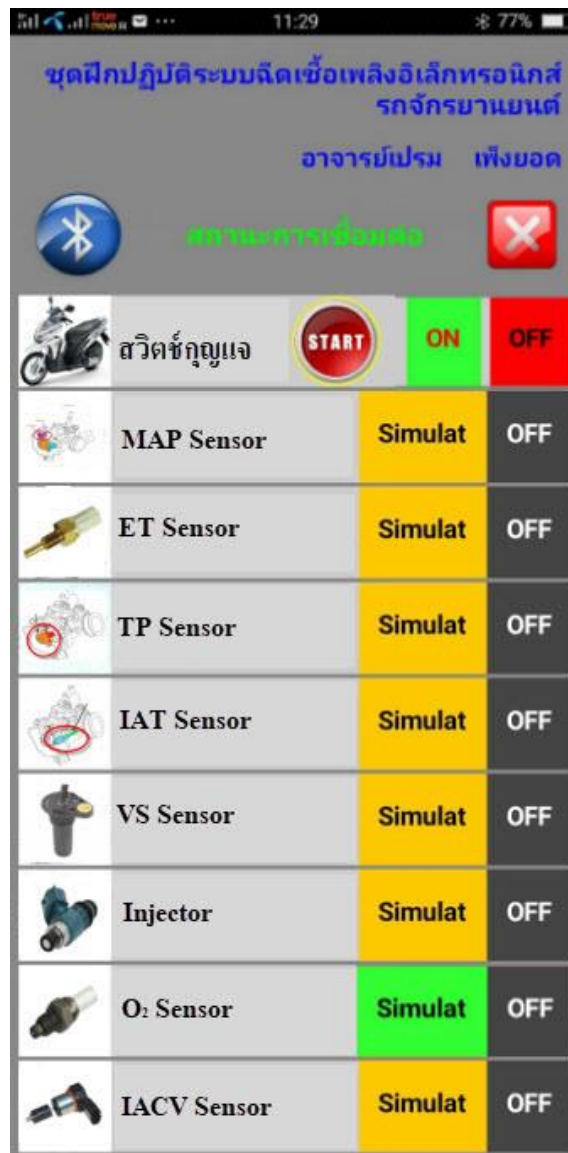 true
move H
11:29
77%
ชุดฝึกปฏิบัติระบบฉีดเชื้อเพลิงอิเล็กทรอนิกส์
รถจักรยานยนต์
อาจารย์เปรม เพ็งยอด
สถานะการเชื่อมต่อ
สวิตช์กุญแจ START ON OFF
MAP Sensor Simulat OFF
ET Sensor Simulat OFF
TP Sensor Simulat OFF
IAT Sensor Simulat OFF
VS Sensor Simulat OFF
Injector Simulat OFF
O₂ Sensor Simulat OFF
IACV Sensor Simulat OFF